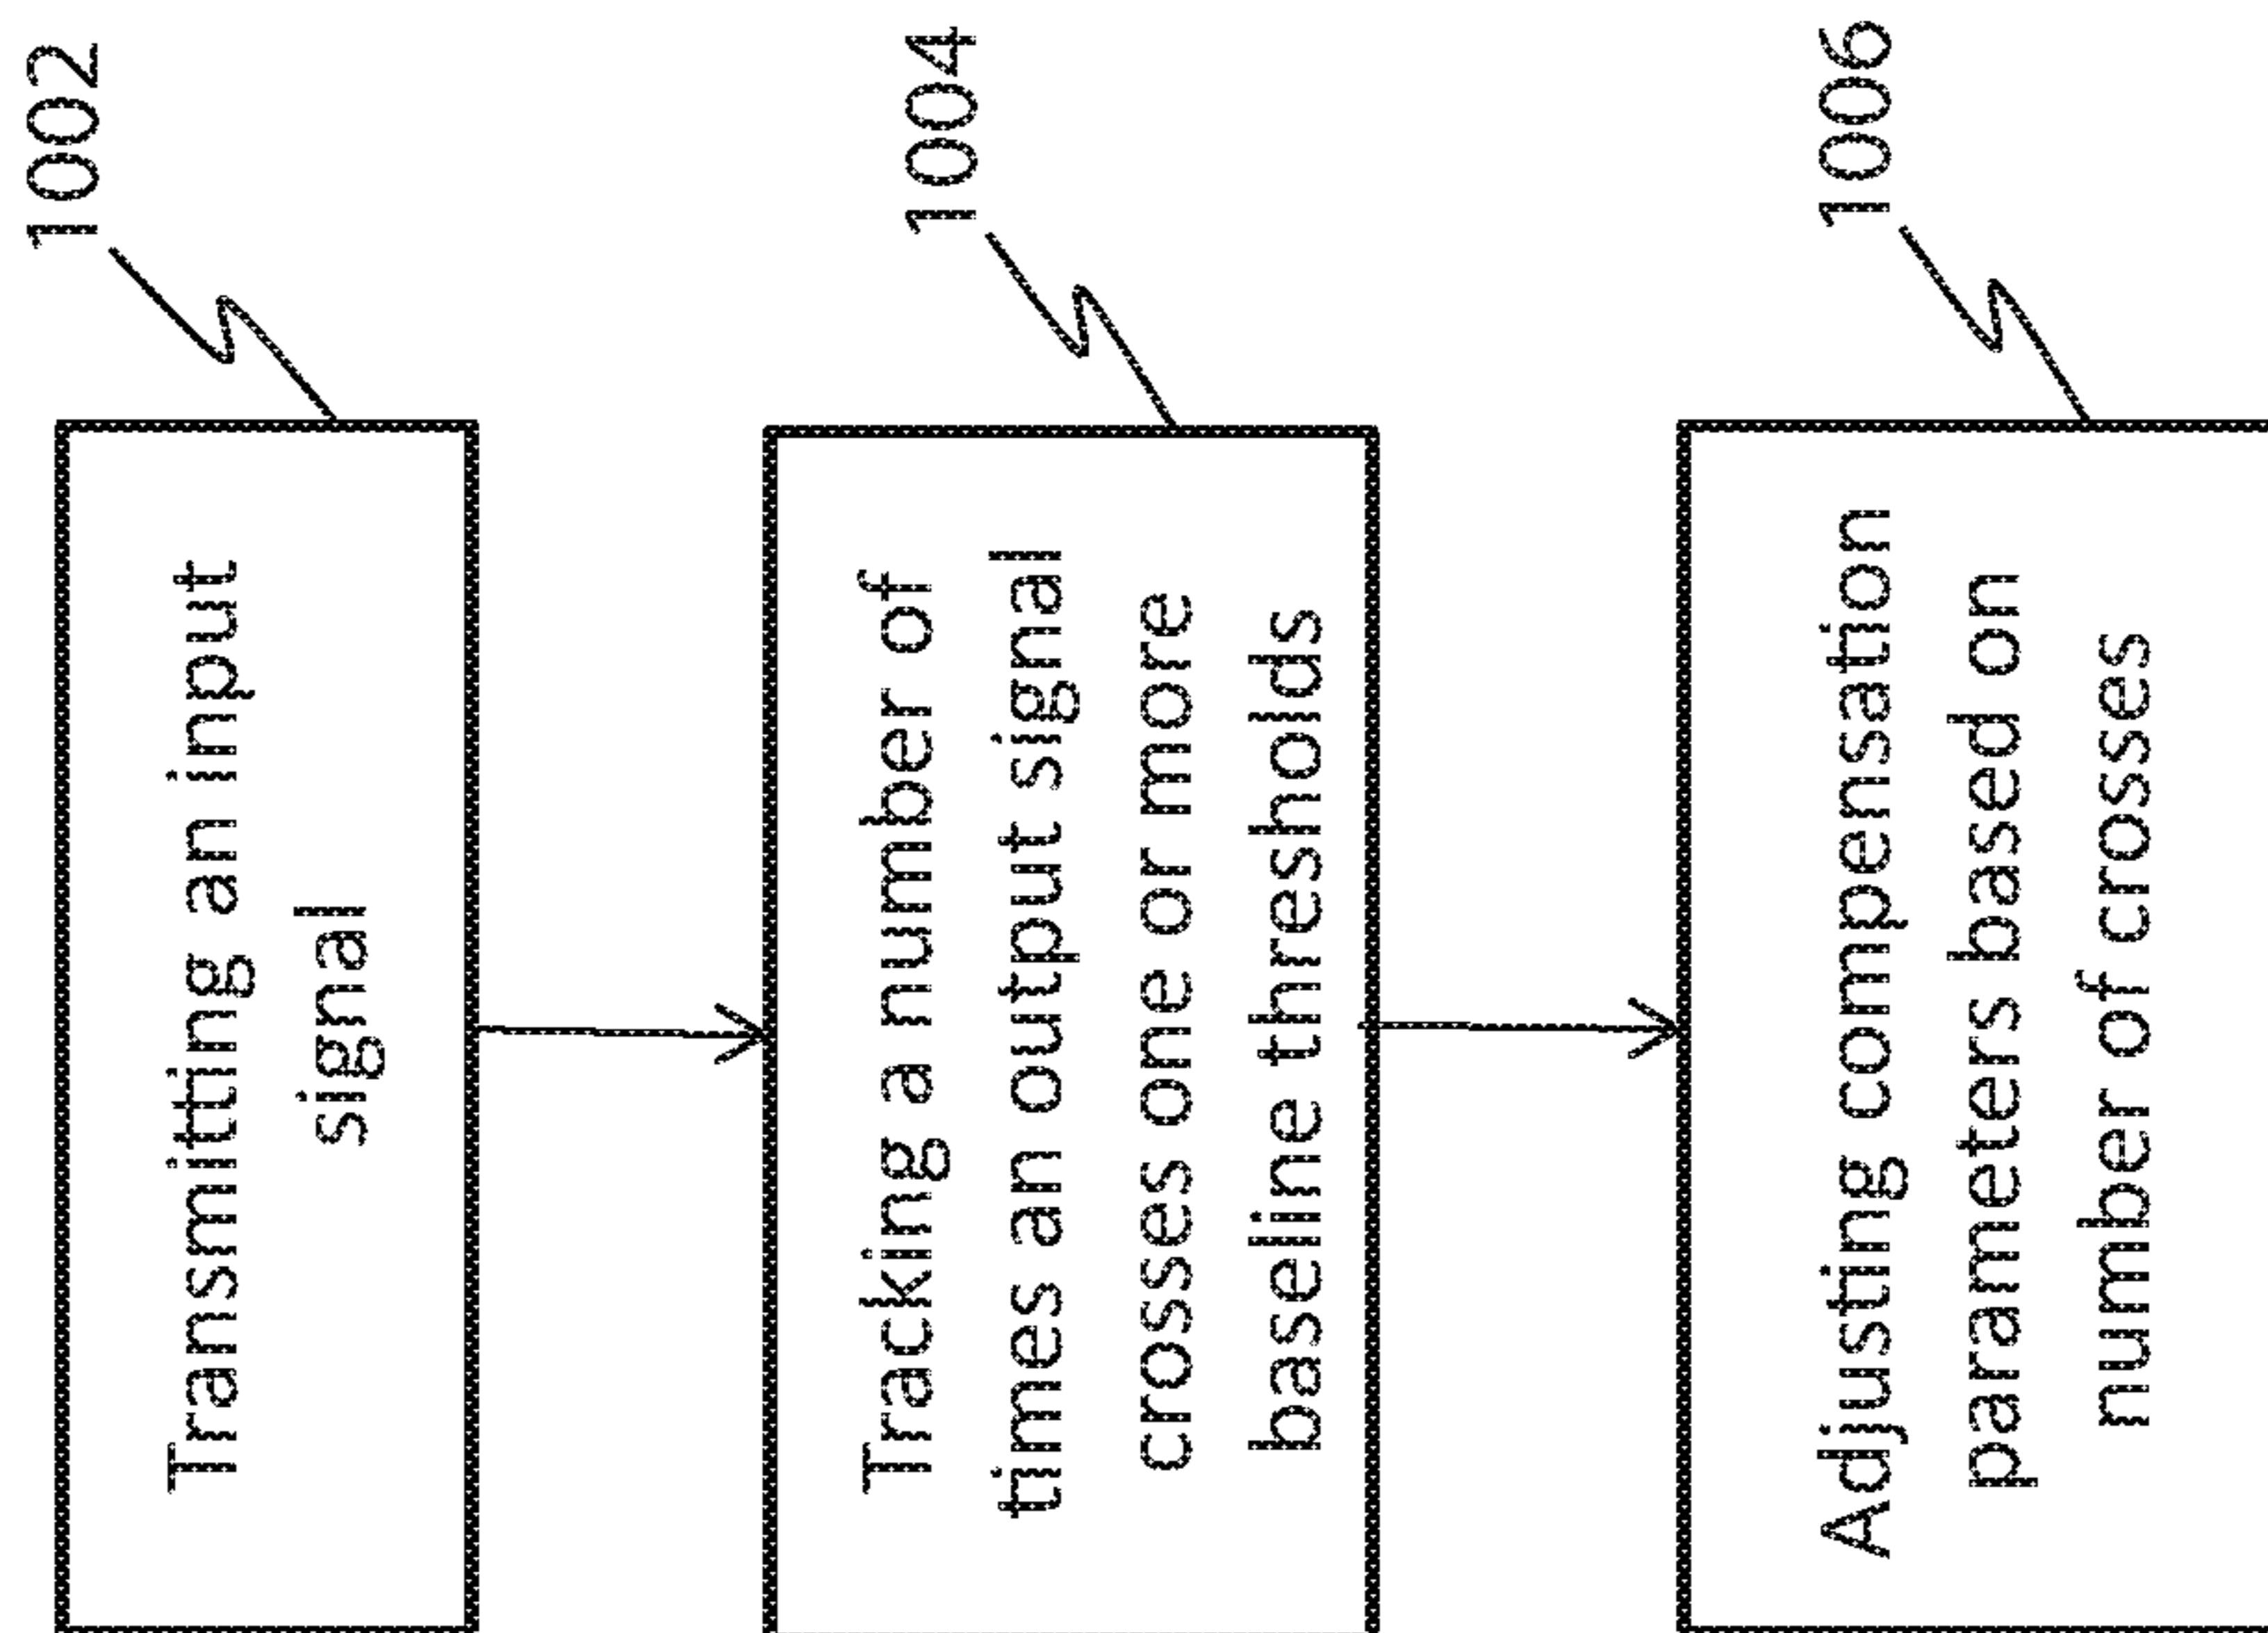 Transmitting an input
signal
1002
Tracking a number of
times an output signal
crosses one or more
baseline thresholds
1004
Adjusting compensation
parameters based on
number of crosses
1006